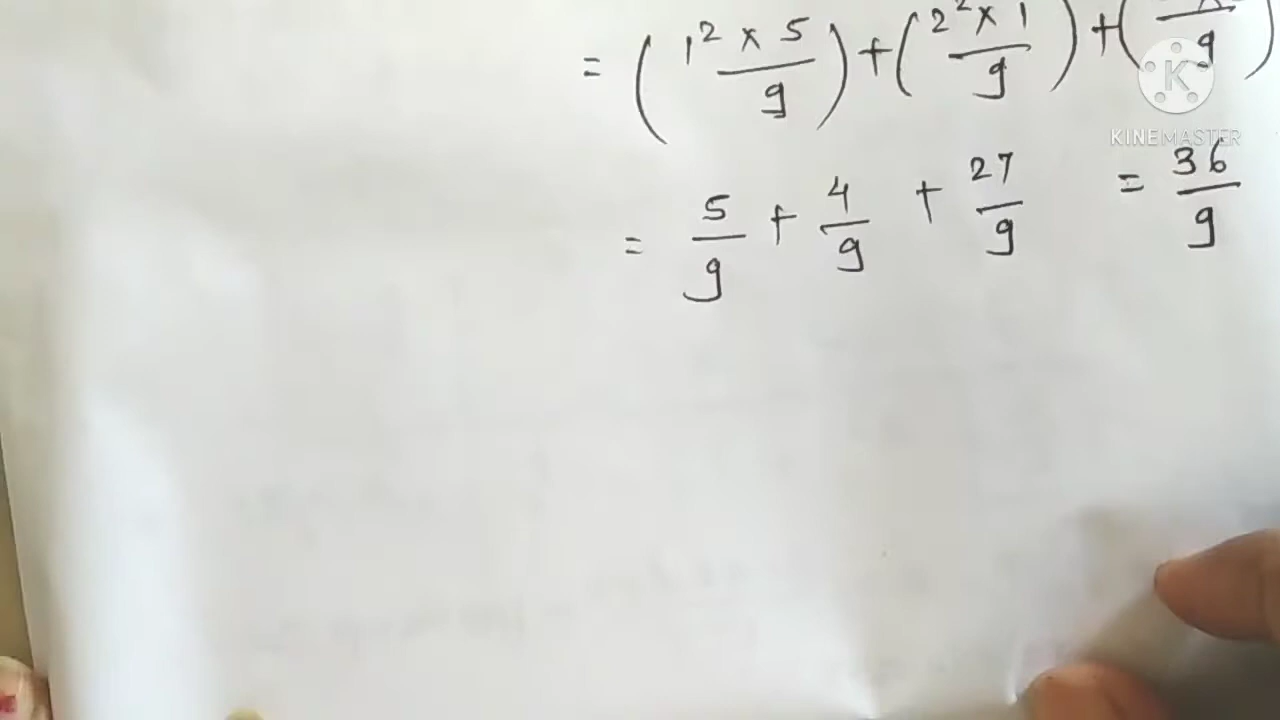 = (1² × 5 / 9) + (2² × 1 / 9) + ( / 9)
= 5/9 + 4/9 + 27/9 = 36/9
K
KINEMASTER